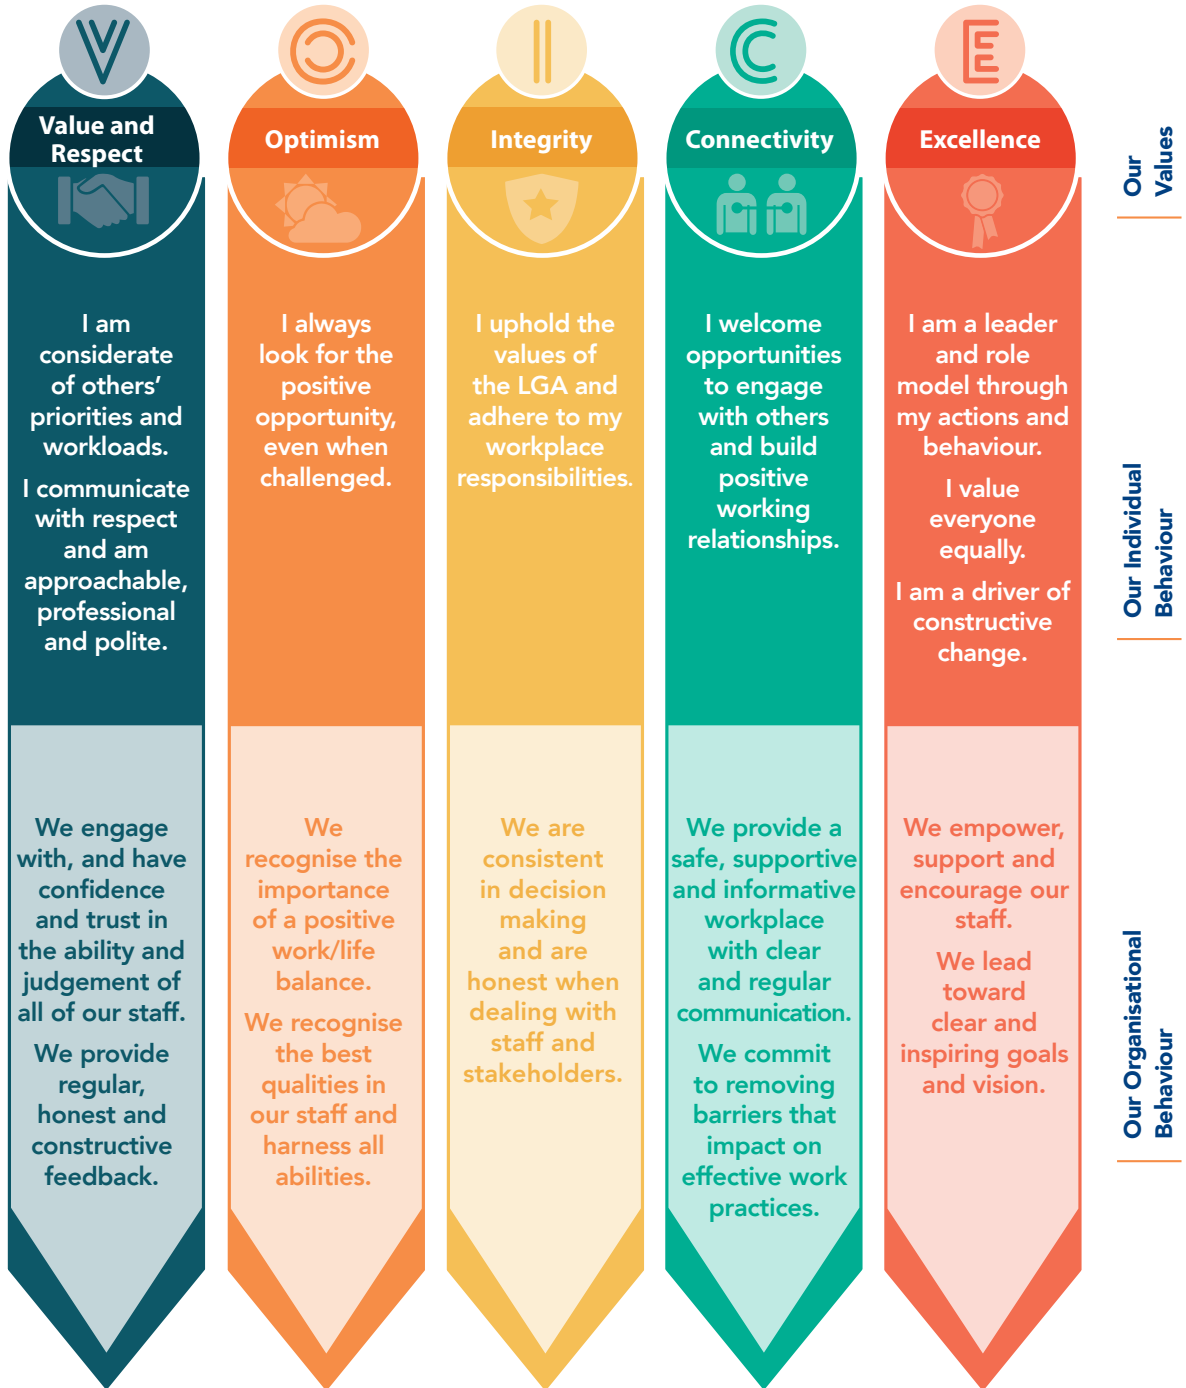 V
Value and
Respect
I am
considerate
of others’
priorities and
workloads.
I communicate
with respect
and am
approachable,
professional
and polite.
We engage
with, and have
confidence
and trust in
the ability and
judgement of
all of our staff.
We provide
regular,
honest and
constructive
feedback.
O
Optimism
I always
look for the
positive
opportunity,
even when
challenged.
We
recognise the
importance
of a positive
work/life
balance.
We recognise
the best
qualities in
our staff and
harness all
abilities.
I
Integrity
I uphold the
values of
the LGA and
adhere to my
workplace
responsibilities.
We are
consistent
in decision
making
and are
honest when
dealing with
staff and
stakeholders.
C
Connectivity
I welcome
opportunities
to engage
with others
and build
positive
working
relationships.
We provide a
safe, supportive
and informative
workplace
with clear
and regular
communication.
We commit
to removing
barriers that
impact on
effective work
practices.
E
Excellence
I am a leader
and role
model through
my actions and
behaviour.
I value
everyone
equally.
I am a driver of
constructive
change.
We empower,
support and
encourage our
staff.
We lead
toward
clear and
inspiring goals
and vision.
Our
Values
Our Individual
Behaviour
Our Organisational
Behaviour